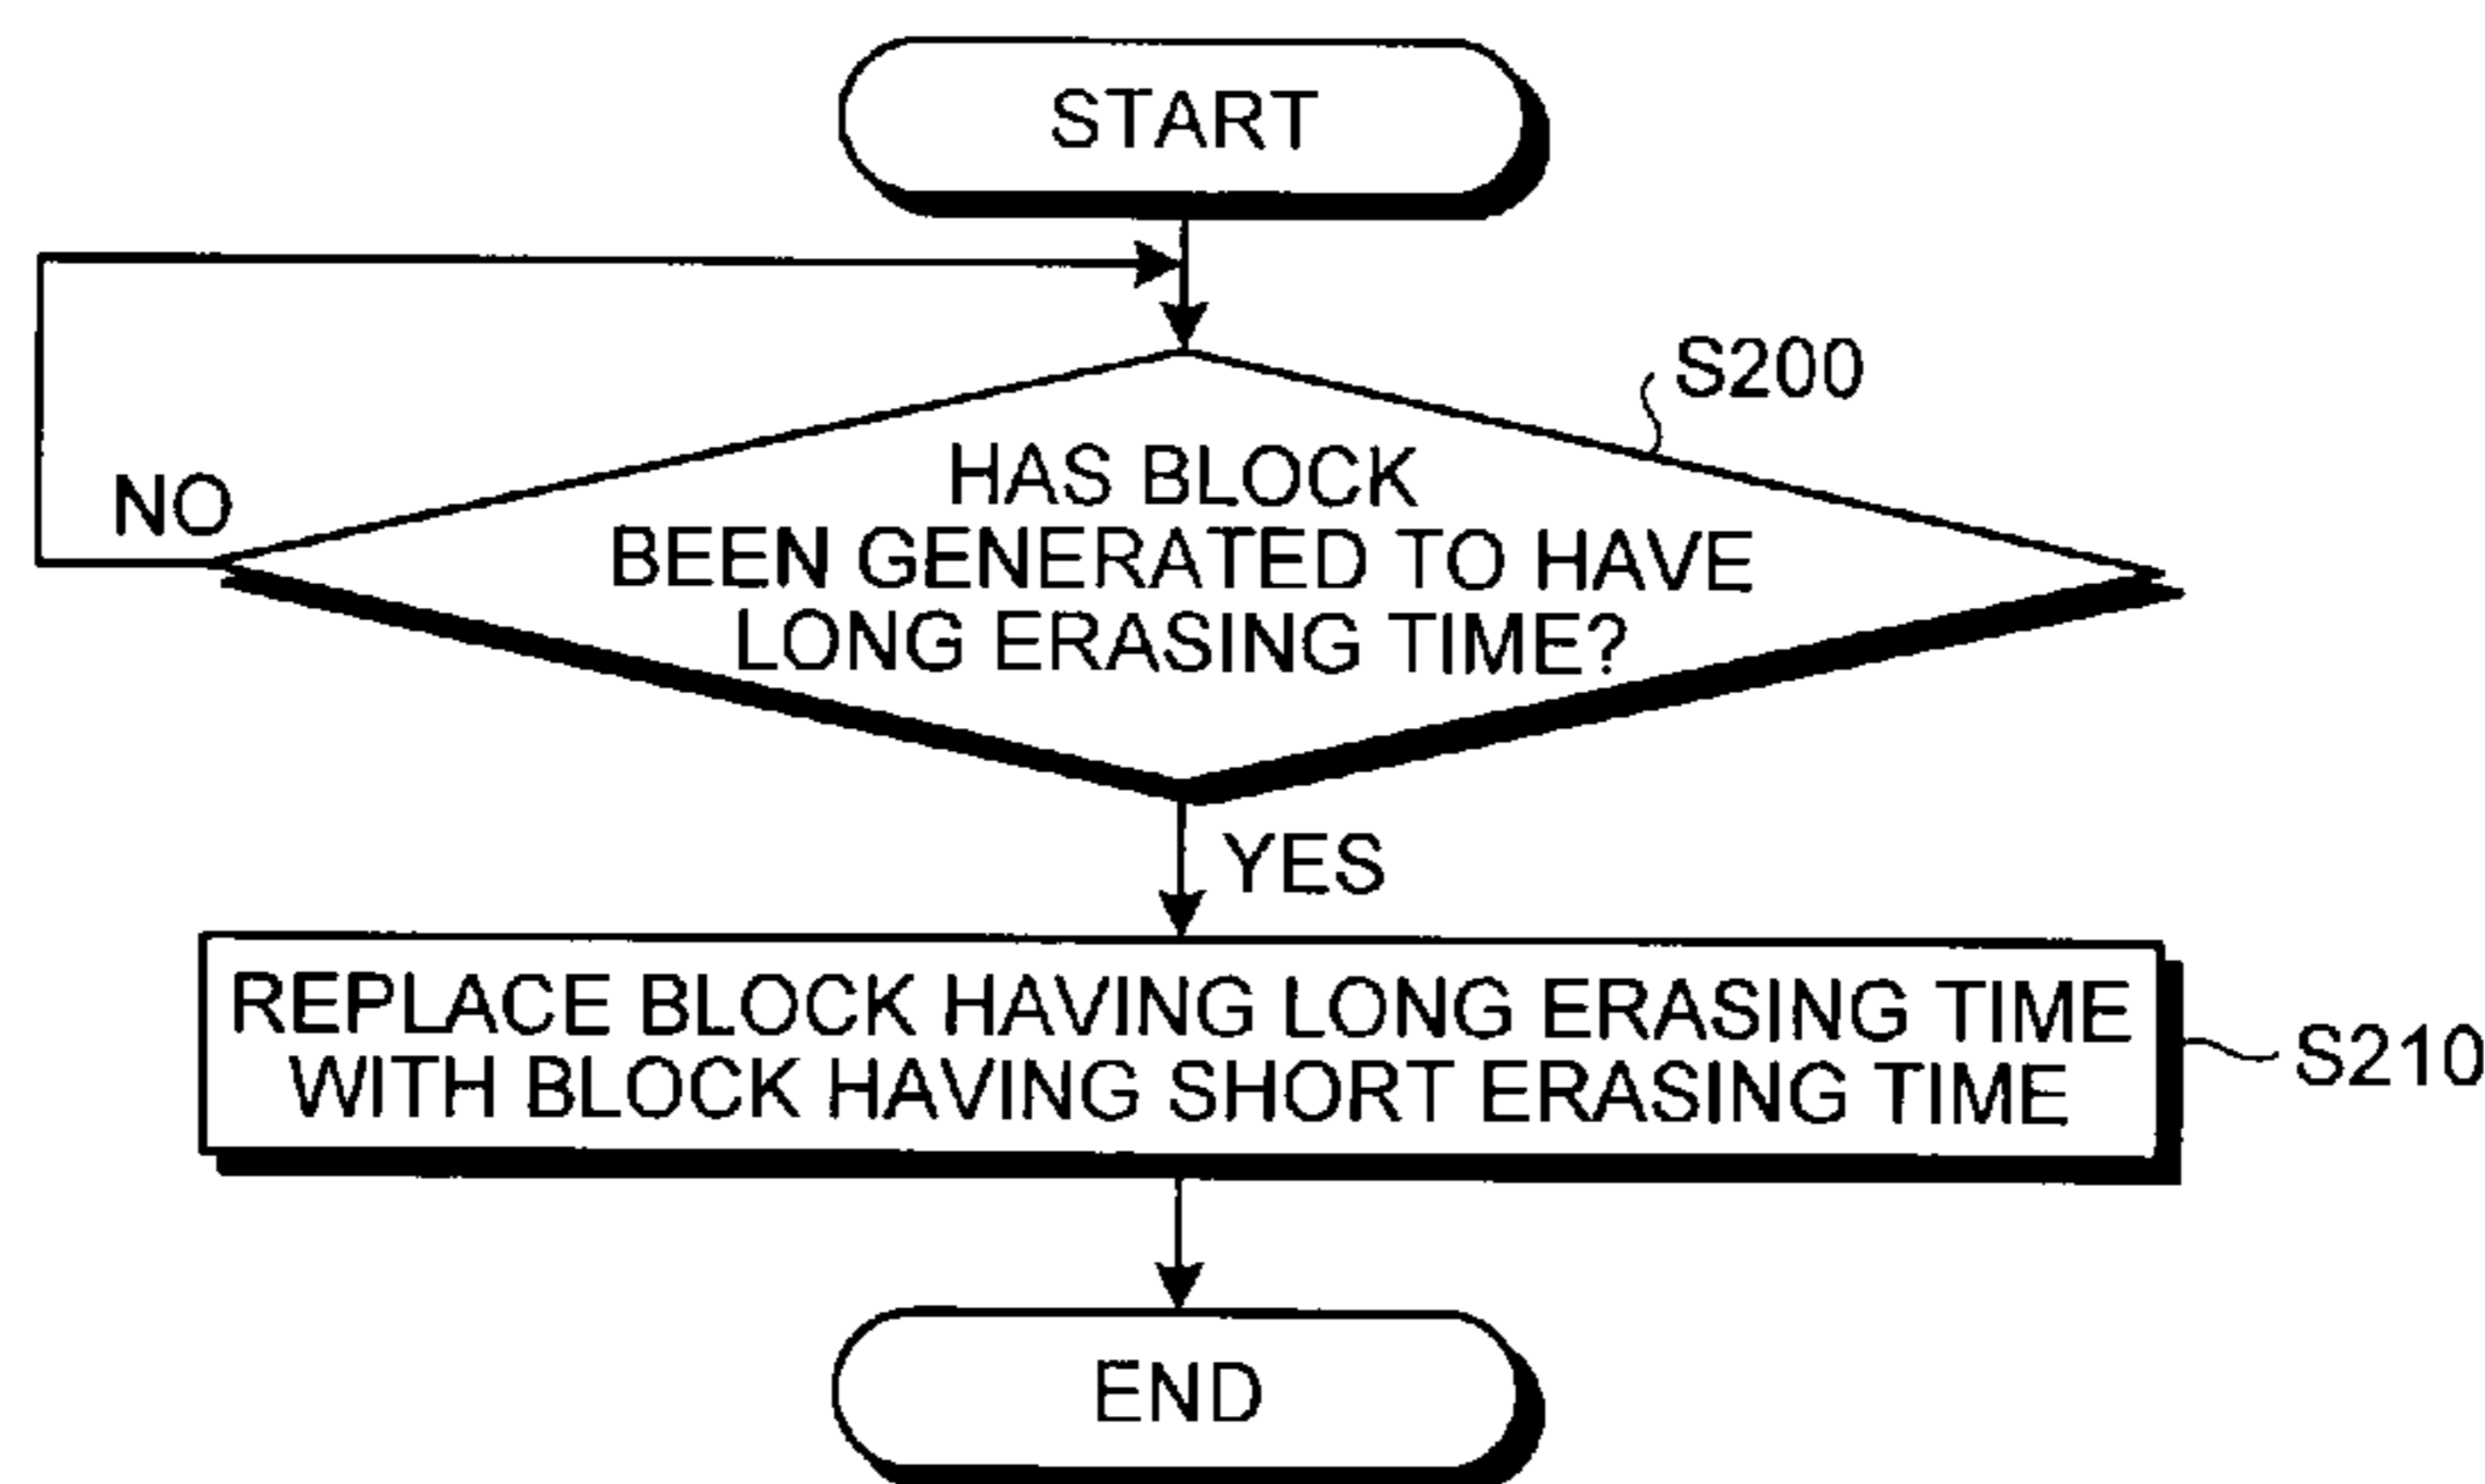 START
S200
HAS BLOCK
BEEN GENERATED TO HAVE
LONG ERASING TIME?
NO
YES
REPLACE BLOCK HAVING LONG ERASING TIME
WITH BLOCK HAVING SHORT ERASING TIME
S210
END